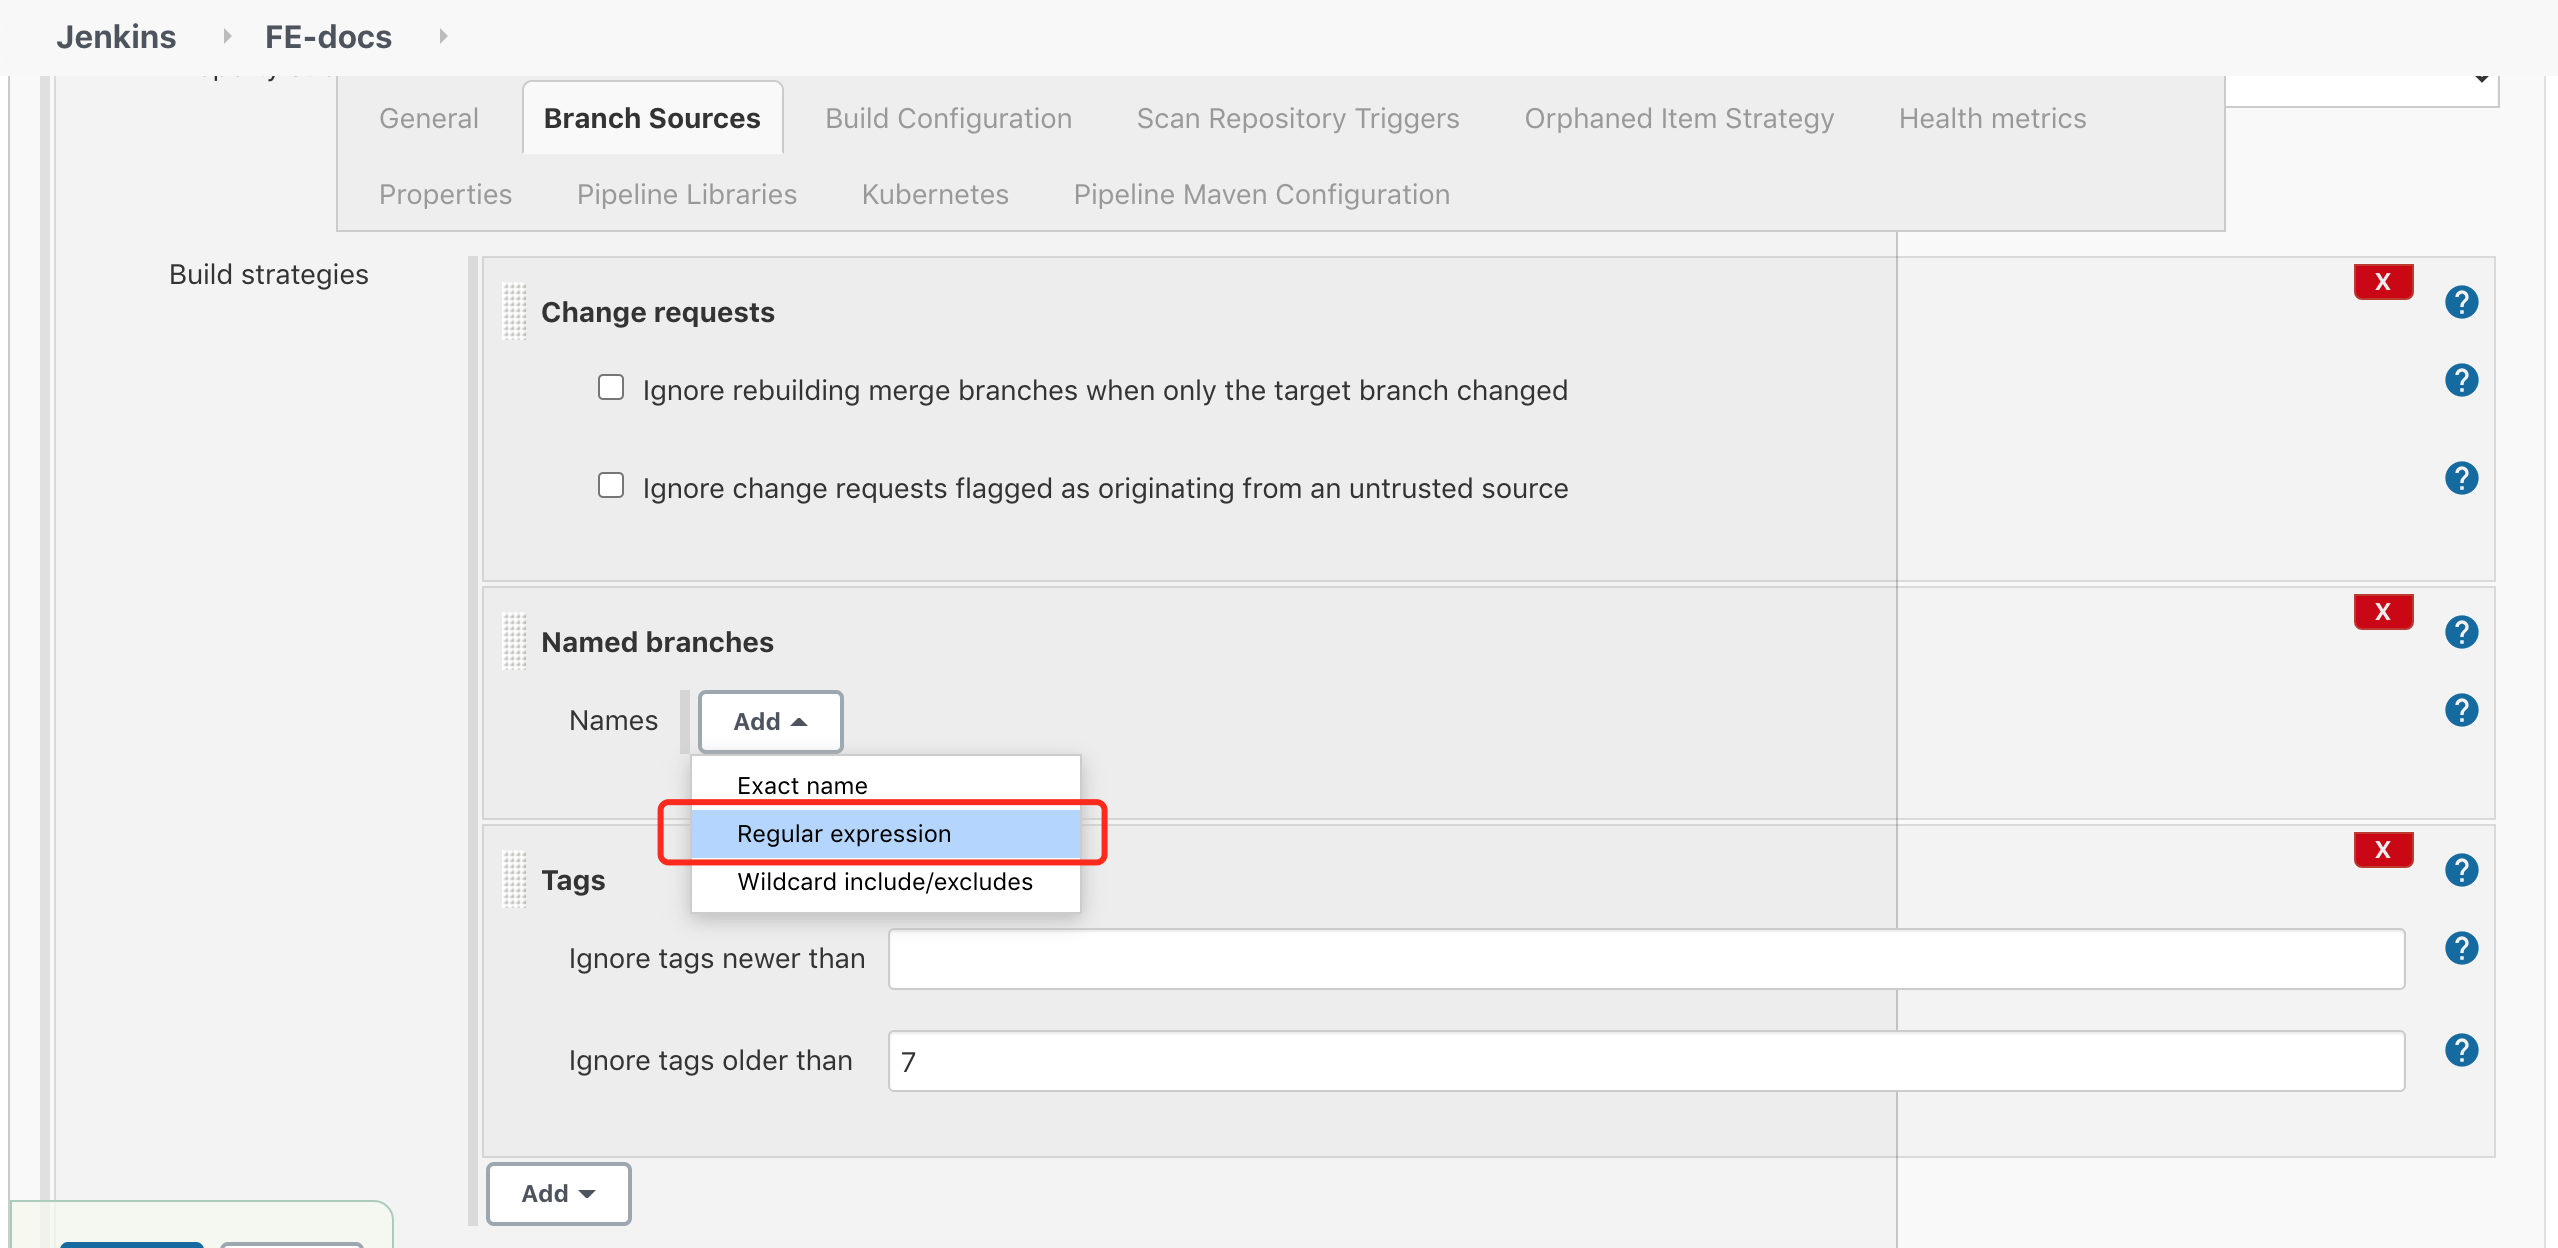 Jenkins FE-docs
General Branch Sources Build Configuration Scan Repository Triggers Orphaned Item Strategy Health metrics
Properties Pipeline Libraries Kubernetes Pipeline Maven Configuration
Build strategies
X
?
Change requests
Ignore rebuilding merge branches when only the target branch changed
?
Ignore change requests flagged as originating from an untrusted source
?
X
?
Named branches
Names Add
?
Exact name
Regular expression
Wildcard include/excludes
X
?
Tags
Ignore tags newer than
?
Ignore tags older than 7
?
Add